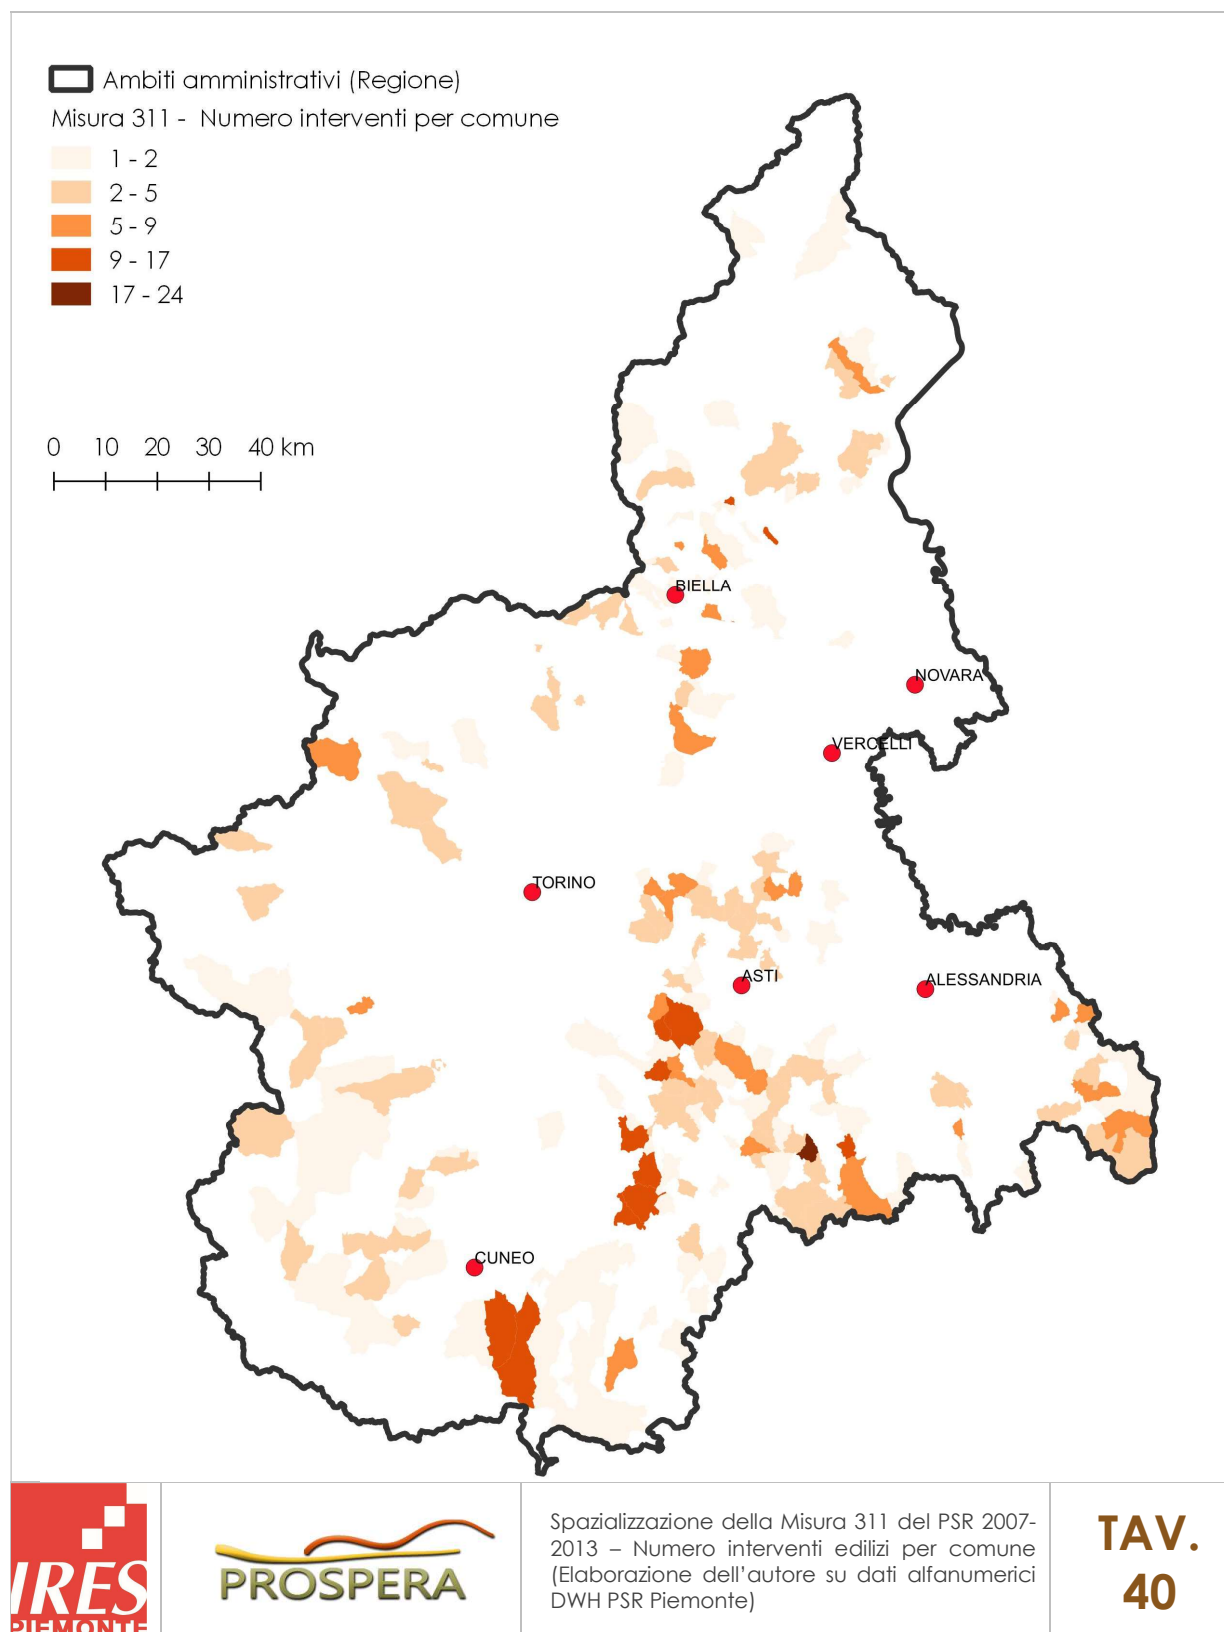 Ambiti amministrativi (Regione)
Misura 311 - Numero interventi per comune
1 - 2
2 - 5
5 - 9
9 - 17
17 - 24
0 10 20 30 40 km
BIELLA
NOVARA
VERCELLI
TORINO
ASTI
ALESSANDRIA
CUNEO
IRES
PIEMONTE
PROSPERA
Spazializzazione della Misura 311 del PSR 2007-
2013 – Numero interventi edilizi per comune
(Elaborazione dell'autore su dati alfanumerici
DWH PSR Piemonte)
TAV.
40